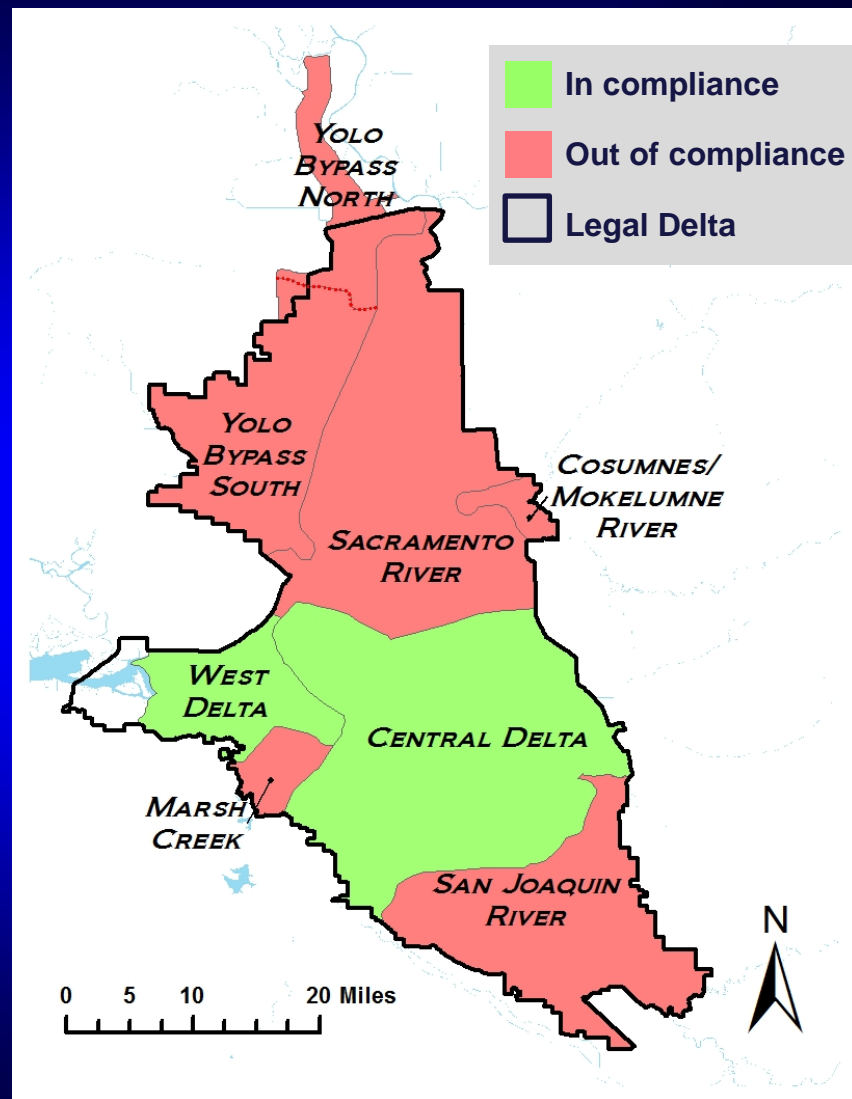 In compliance
Out of compliance
Legal Delta
YOLO
BYPASS
NORTH
YOLO
BYPASS
SOUTH
COSUMNES/
MOKELUMNE
RIVER
SACRAMENTO
RIVER
WEST
DELTA
CENTRAL DELTA
MARSH
CREEK
SAN JOAQUIN
RIVER
N
0 5 10 20 Miles